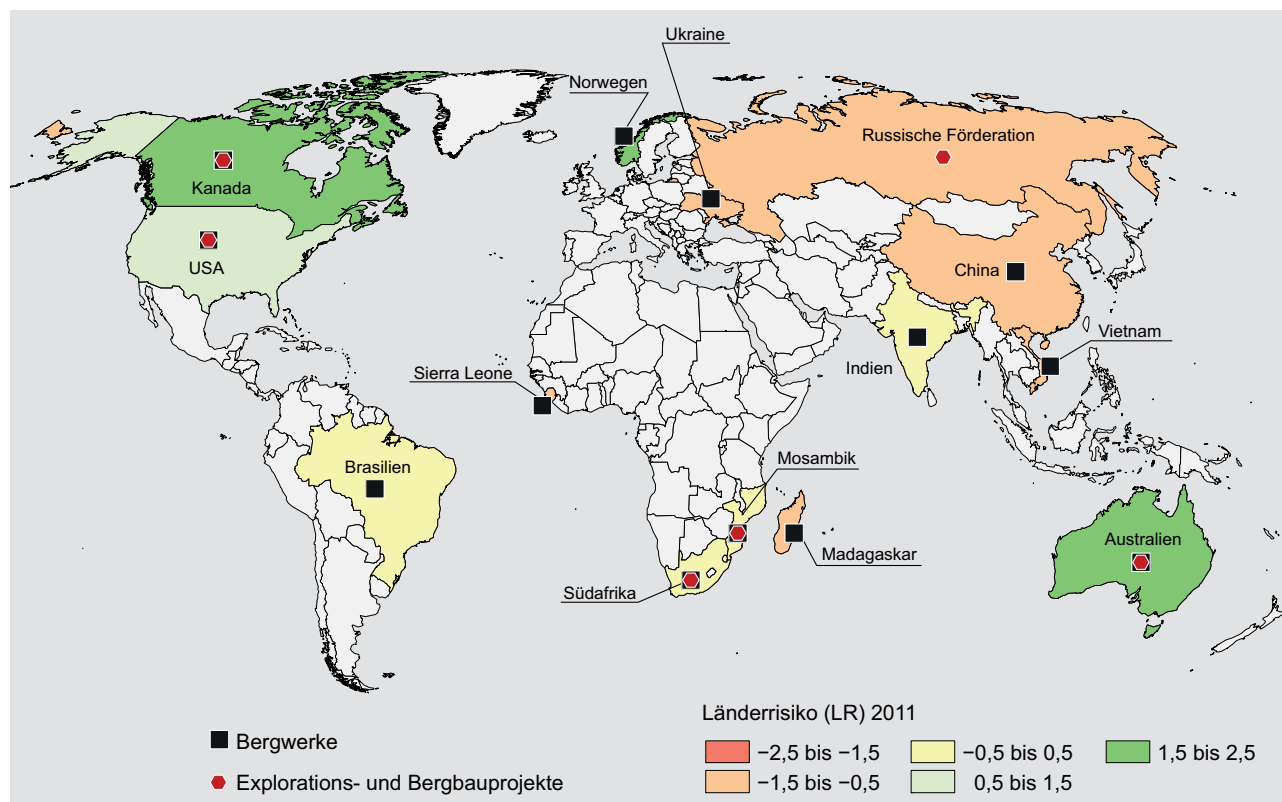 Ukraine
Norwegen
Russische Förderation
Kanada
USA
China
Vietnam
Indien
Sierra Leone
Brasilien
Mosambik
Madagaskar
Australien
Südafrika
Länderrisiko (LR) 2011
Bergwerke
Explorations- und Bergbauprojekte
−2,5 bis −1,5
−0,5 bis 0,5
1,5 bis 2,5
−1,5 bis −0,5
0,5 bis 1,5